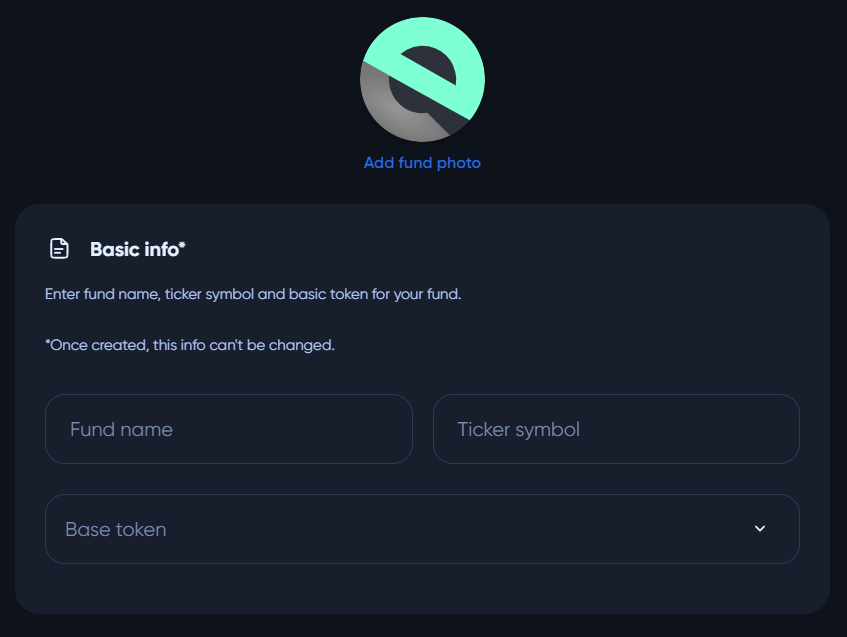 Add fund photo
Basic info*
Enter fund name, ticker symbol and basic token for your fund.
*Once created, this info can't be changed.
Fund name
Ticker symbol
Base token